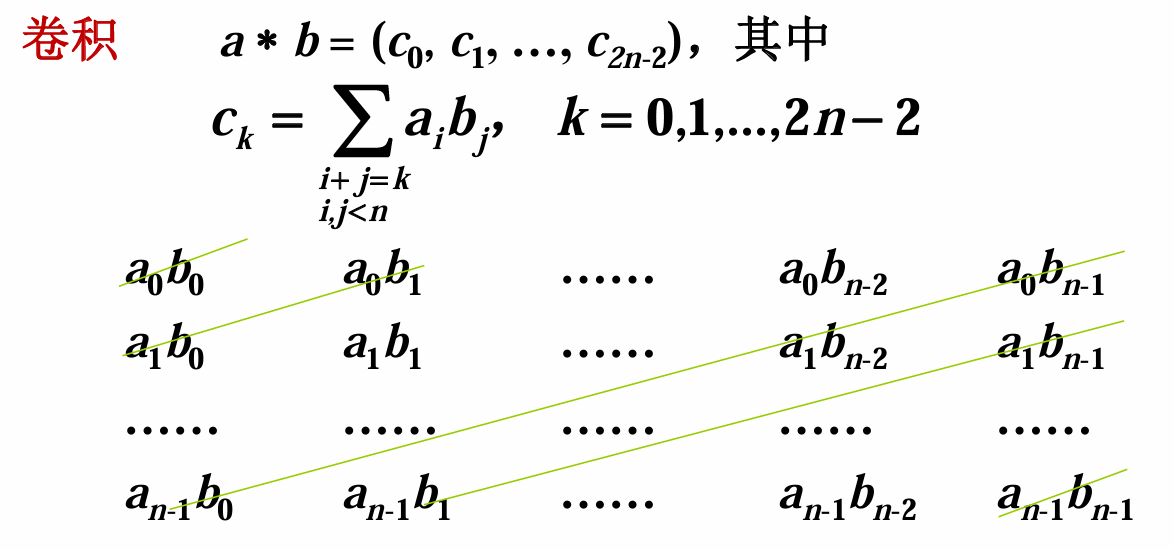 卷积 a * b = (c₀, c₁, …, c₂ₙ₋₂)，其中
cₖ = ∑ aᵢbⱼ， k = 0,1,...,2n − 2
i+ j=k
i,j<n
a₀b₀ a₀b₁ …… a₀bₙ₋₂ a₀bₙ₋₁
a₁b₀ a₁b₁ …… a₁bₙ₋₂ a₁bₙ₋₁
…… …… …… …… ……
aₙ₋₁b₀ aₙ₋₁b₁ …… aₙ₋₁bₙ₋₂ aₙ₋₁bₙ₋₁